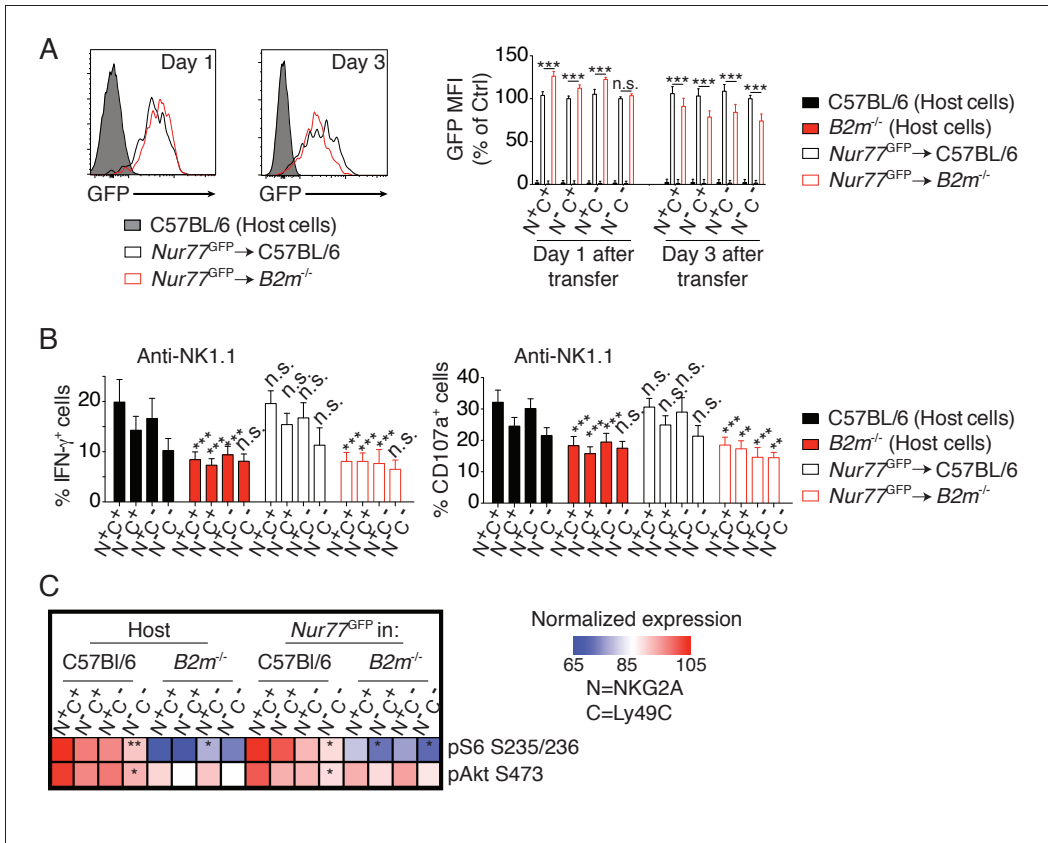 A
Day 1
Day 3
GFP
GFP
C57BL/6 (Host cells)
Nur77GFP→C57BL/6
Nur77GFP→B2m-/-
GFP MFI
(% of Ctrl)
150
100
50
0
*** *** *** n.s. *** *** *** ***
N+C+ N-C+ N+C- N-C- N+C+ N-C+ N+C- N-C-
Day 1 after
transfer
Day 3 after
transfer
C57BL/6 (Host cells)
B2m-/- (Host cells)
Nur77GFP→C57BL/6
Nur77GFP→B2m-/-
B
Anti-NK1.1
% IFN-γ+ cells
20
10
0
*** *** *** n.s. n.s. n.s. n.s. n.s. *** *** *** n.s.
N+C+ N-C+ N+C- N-C- N+C+ N-C+ N+C- N-C- N+C+ N-C+ N+C- N-C- N+C+ N-C+ N+C- N-C-
Anti-NK1.1
% CD107a+ cells
40
30
20
10
0
*** *** *** n.s. n.s. n.s. n.s. n.s. *** ** *** **
N+C+ N-C+ N+C- N-C- N+C+ N-C+ N+C- N-C- N+C+ N-C+ N+C- N-C- N+C+ N-C+ N+C- N-C-
C57BL/6 (Host cells)
B2m-/- (Host cells)
Nur77GFP→C57BL/6
Nur77GFP→B2m-/-
C
Host
Nur77GFP in:
C57Bl/6 B2m-/- C57Bl/6 B2m-/-
N+C+ N-C+ N+C- N-C- N+C+ N-C+ N+C- N-C- N+C+ N-C+ N+C- N-C- N+C+ N-C+ N+C- N-C-
** * * * * pS6 S235/236
* * pAkt S473
Normalized expression
65 85 105
N=NKG2A
C=Ly49C